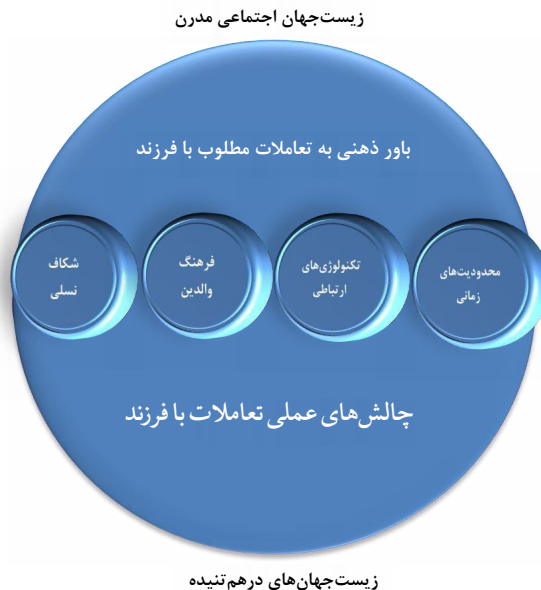 زیست‌جهان اجتماعی مدرن
باور ذهنی به تعاملات مطلوب با فرزند
محدودیت‌های
زمانی
تکنولوژی‌های
ارتباطی
فرهنگ
والدین
شکاف
نسلی
چالش‌های عملی تعاملات با فرزند
زیست‌جهان‌های درهم‌تنیده